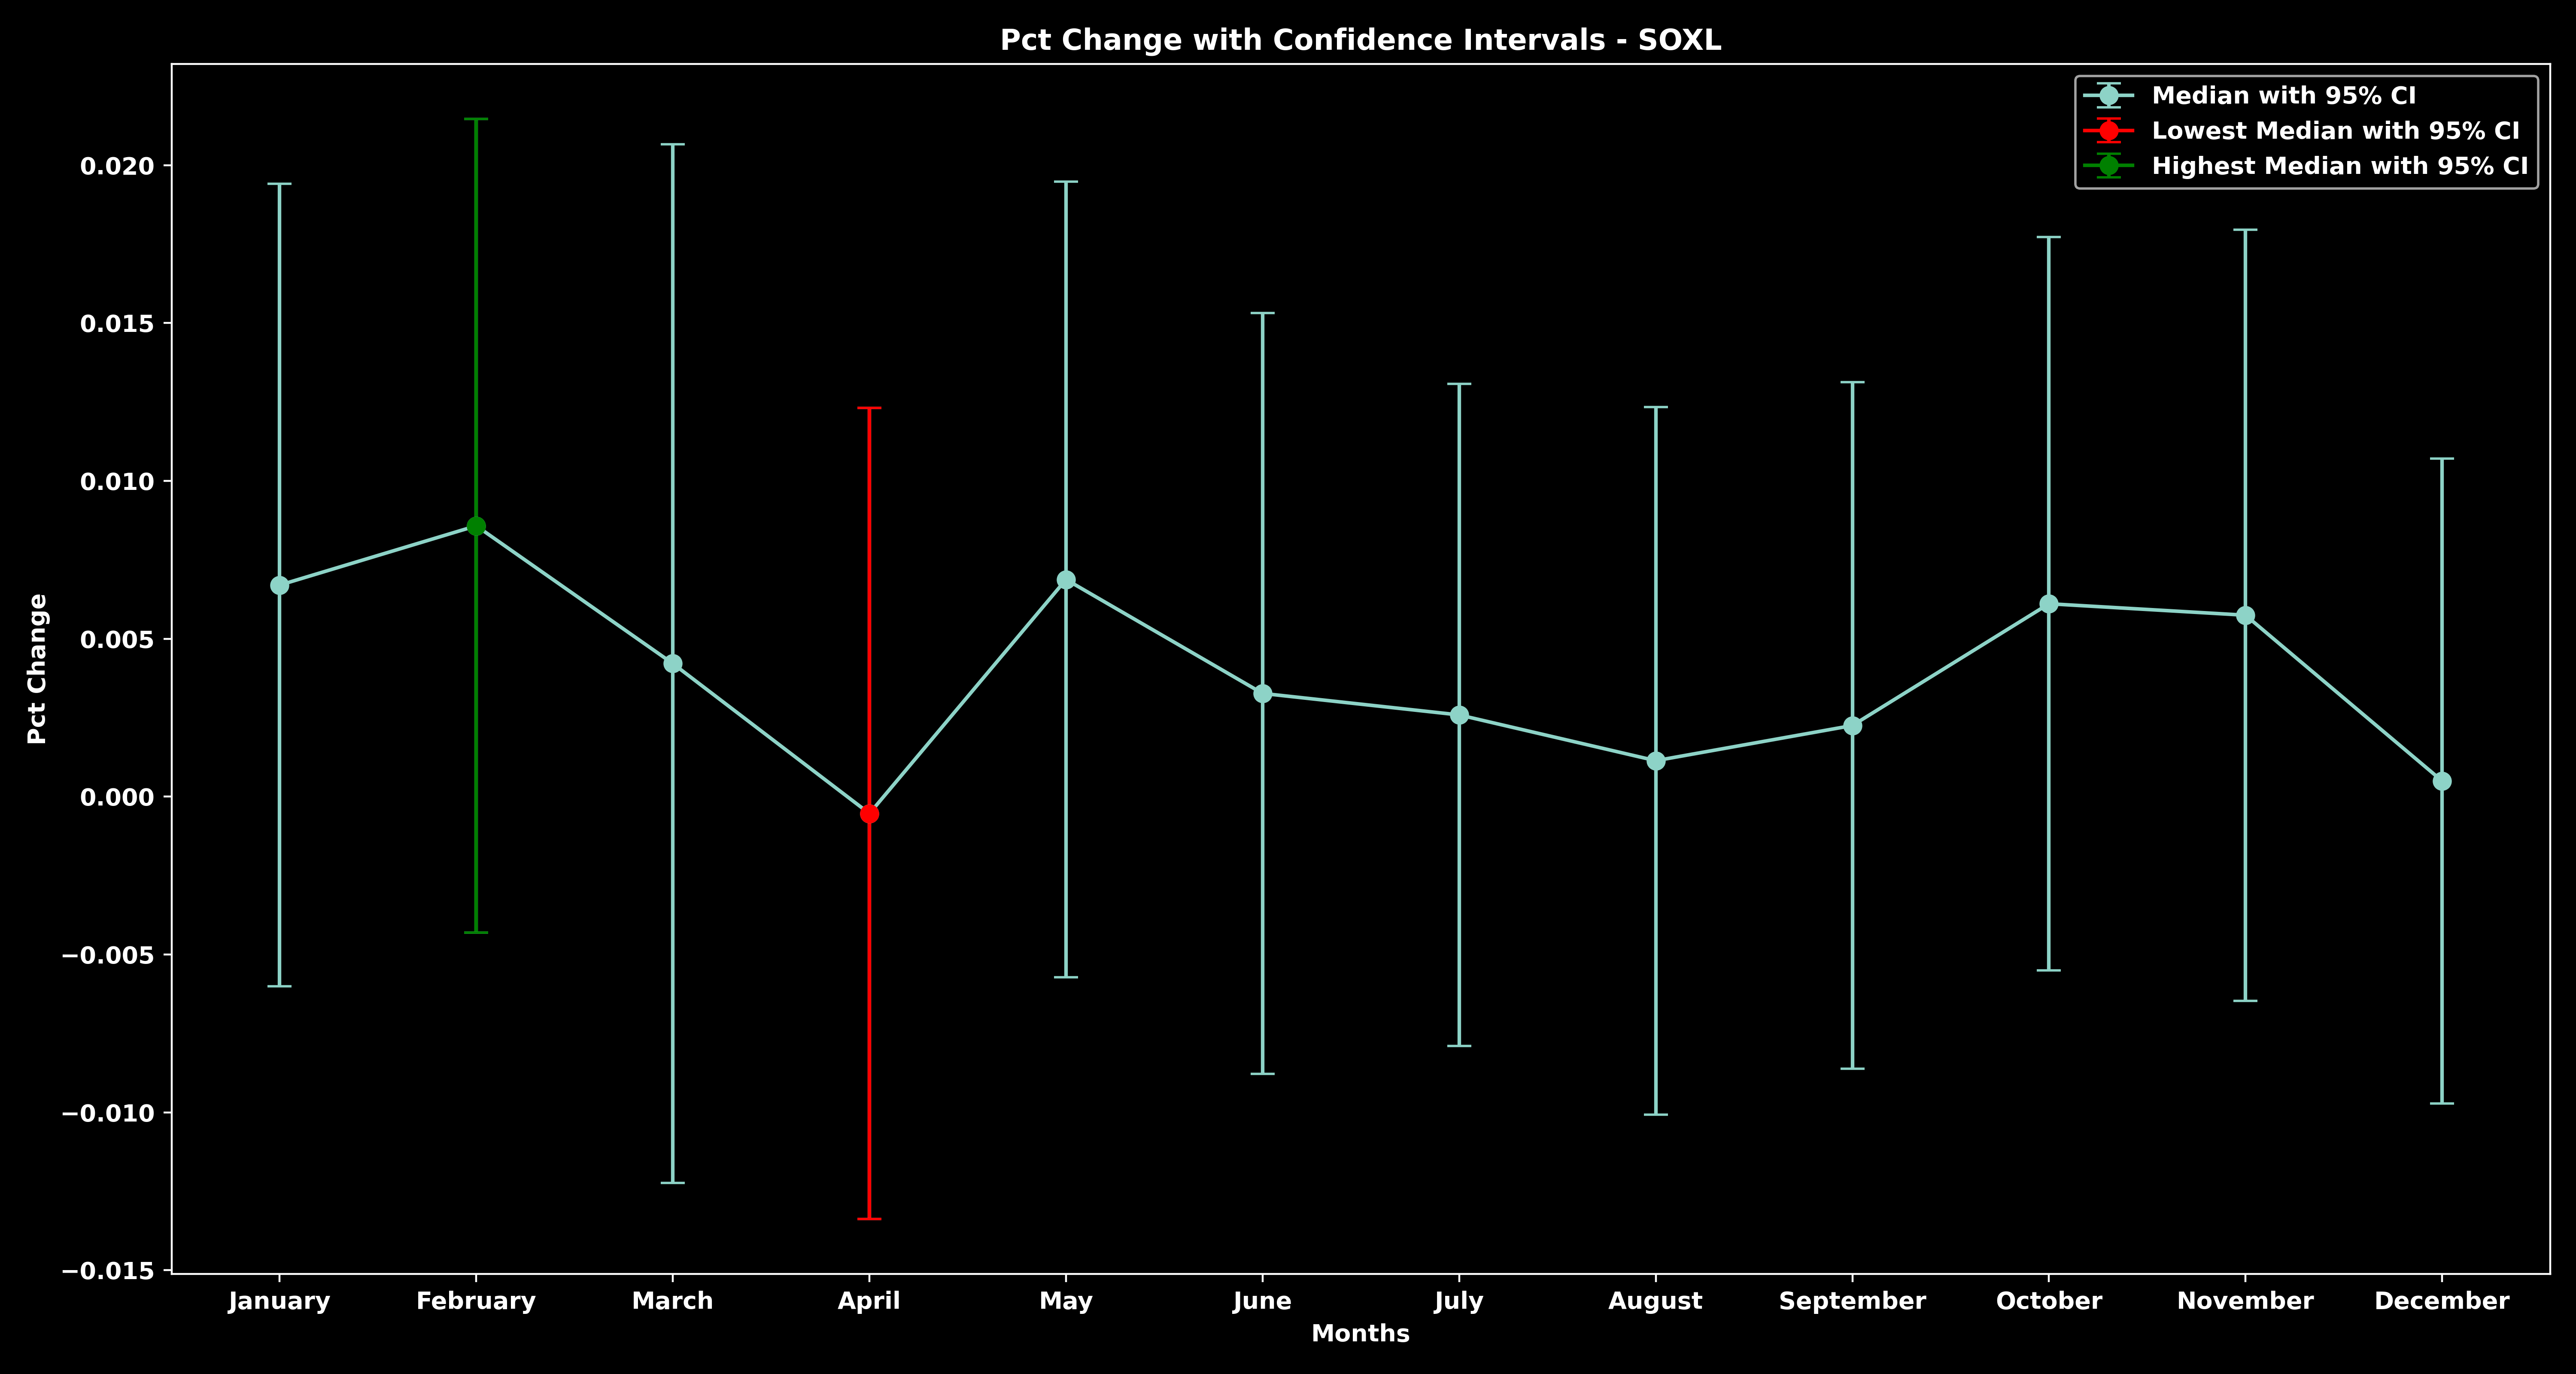 Pct Change with Confidence Intervals - SOXL
Median with 95% CI
Lowest Median with 95% CI
Highest Median with 95% CI
Pct Change
0.020
0.015
0.010
0.005
0.000
−0.005
−0.010
−0.015
January February March April May June July August September October November December
Months